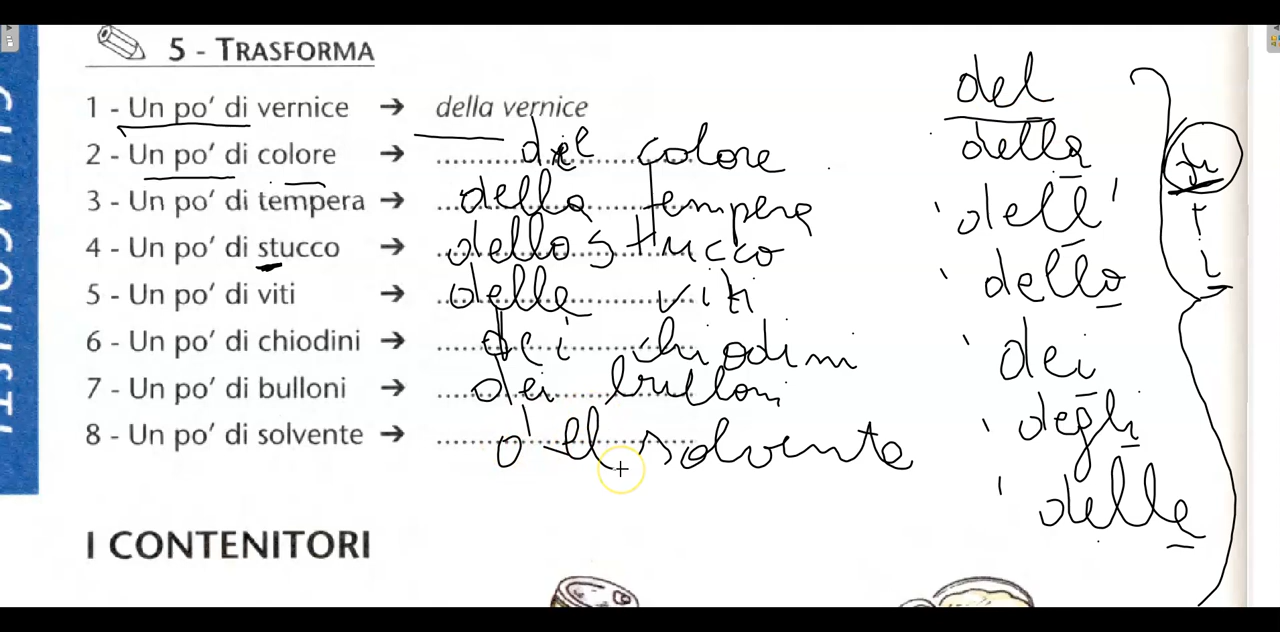 5 - TRASFORMA
1 - Un po' di vernice → della vernice
2 - Un po' di colore → del colore
3 - Un po' di tempera → della tempera
4 - Un po' di stucco → dello stucco
5 - Un po' di viti → delle viti
6 - Un po' di chiodini → dei chiodini
7 - Un po' di bulloni → dei bulloni
8 - Un po' di solvente → del solvente
I CONTENITORI
del
della
dell'
dello
dei
degli
delle